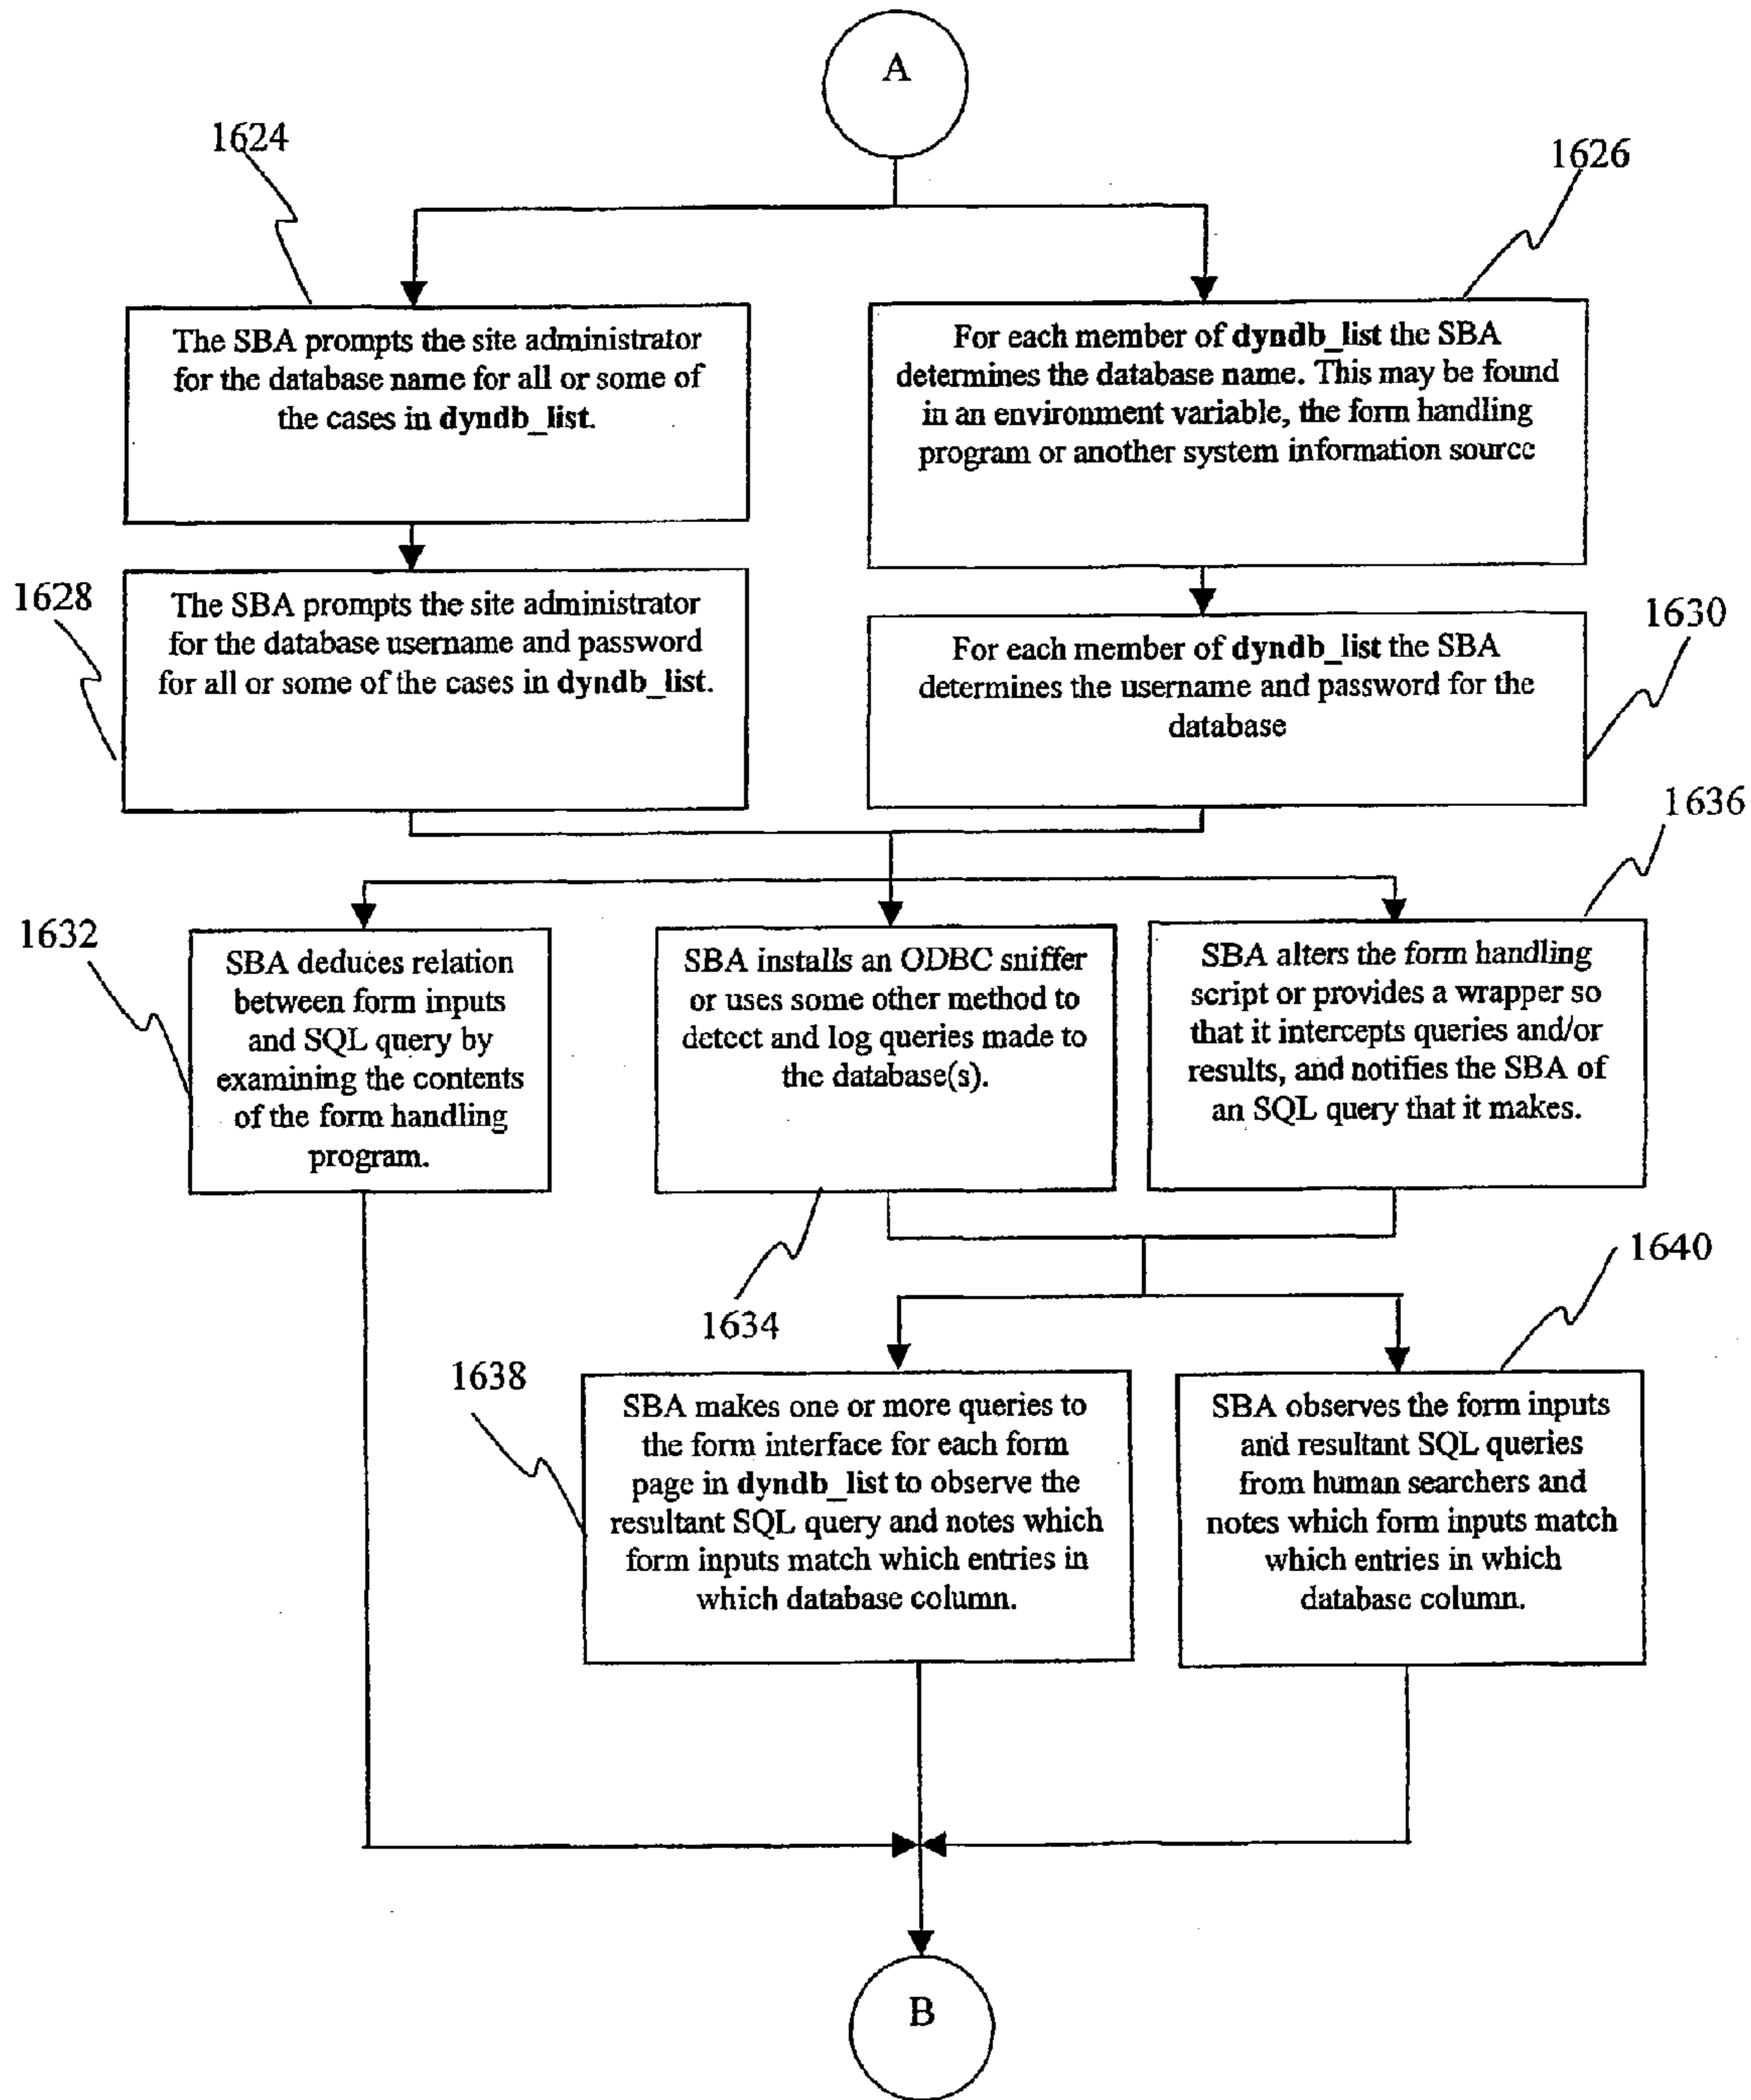 A
1624
1626
The SBA prompts the site administrator
for the database name for all or some of
the cases in dyndb_list.
For each member of dyndb_list the SBA
determines the database name. This may be found
in an environment variable, the form handling
program or another system information source
1628
The SBA prompts the site administrator
for the database username and password
for all or some of the cases in dyndb_list.
1630
For each member of dyndb_list the SBA
determines the username and password for the
database
1636
1632
SBA deduces relation
between form inputs
and SQL query by
examining the contents
of the form handling
program.
SBA installs an ODBC sniffer
or uses some other method to
detect and log queries made to
the database(s).
SBA alters the form handling
script or provides a wrapper so
that it intercepts queries and/or
results, and notifies the SBA of
an SQL query that it makes.
1634
1640
1638
SBA makes one or more queries to
the form interface for each form
page in dyndb_list to observe the
resultant SQL query and notes which
form inputs match which entries in
which database column.
SBA observes the form inputs
and resultant SQL queries
from human searchers and
notes which form inputs match
which entries in which
database column.
B